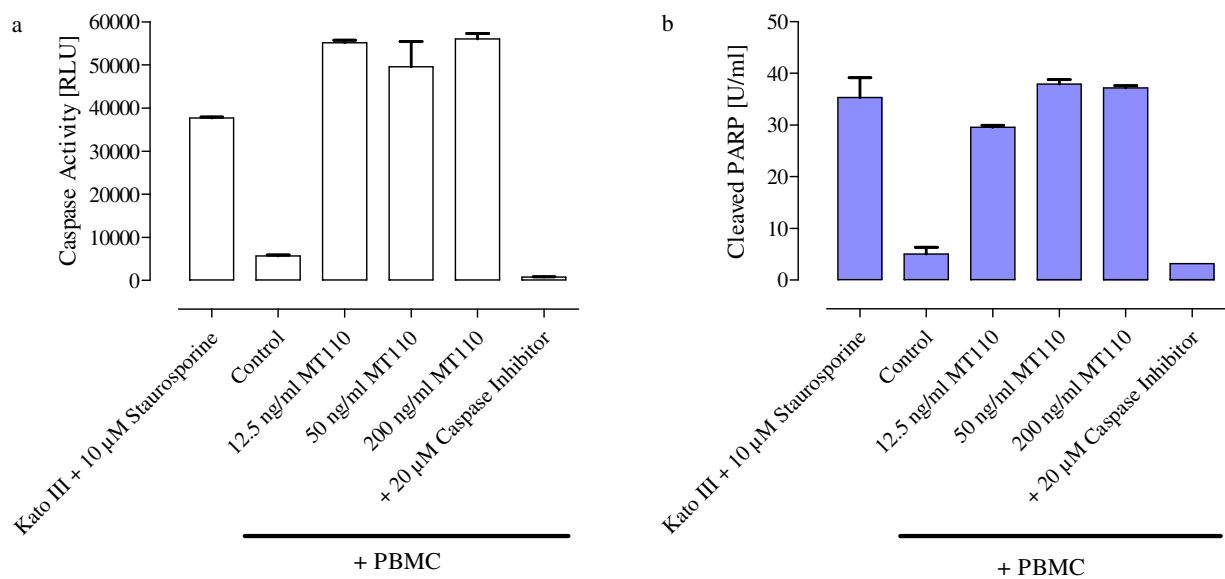 a
Caspase Activity [RLU]
60000
50000
40000
30000
20000
10000
0
Kato III + 10 µM Staurosporine
Control
12.5 ng/ml MT110
50 ng/ml MT110
200 ng/ml MT110
+ 20 µM Caspase Inhibitor
+ PBMC
b
Cleaved PARP [U/ml]
50
40
30
20
10
0
Kato III + 10 µM Staurosporine
Control
12.5 ng/ml MT110
50 ng/ml MT110
200 ng/ml MT110
+ 20 µM Caspase Inhibitor
+ PBMC